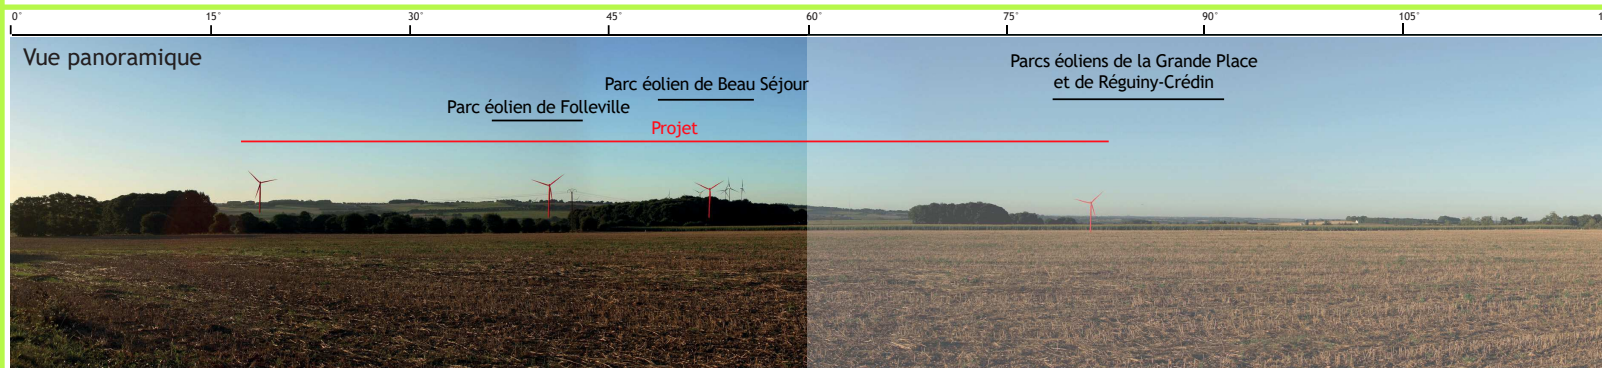 0° 15° 30° 45° 60° 75° 90° 105°
Vue panoramique
Parcs éoliens de la Grande Place
et de Réguiny-Crédin
Parc éolien de Beau Séjour
Parc éolien de Folleville
Projet